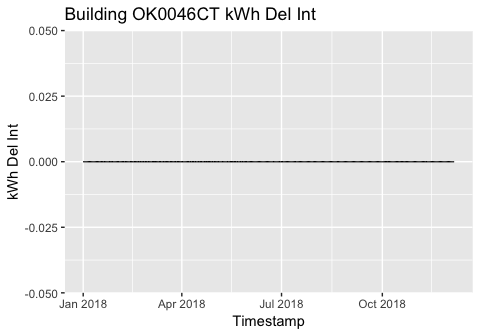 Building OK0046CT kWh Del Int
0.050
0.025
0.000
-0.025
-0.050
kWh Del Int
Jan 2018 Apr 2018 Jul 2018 Oct 2018
Timestamp